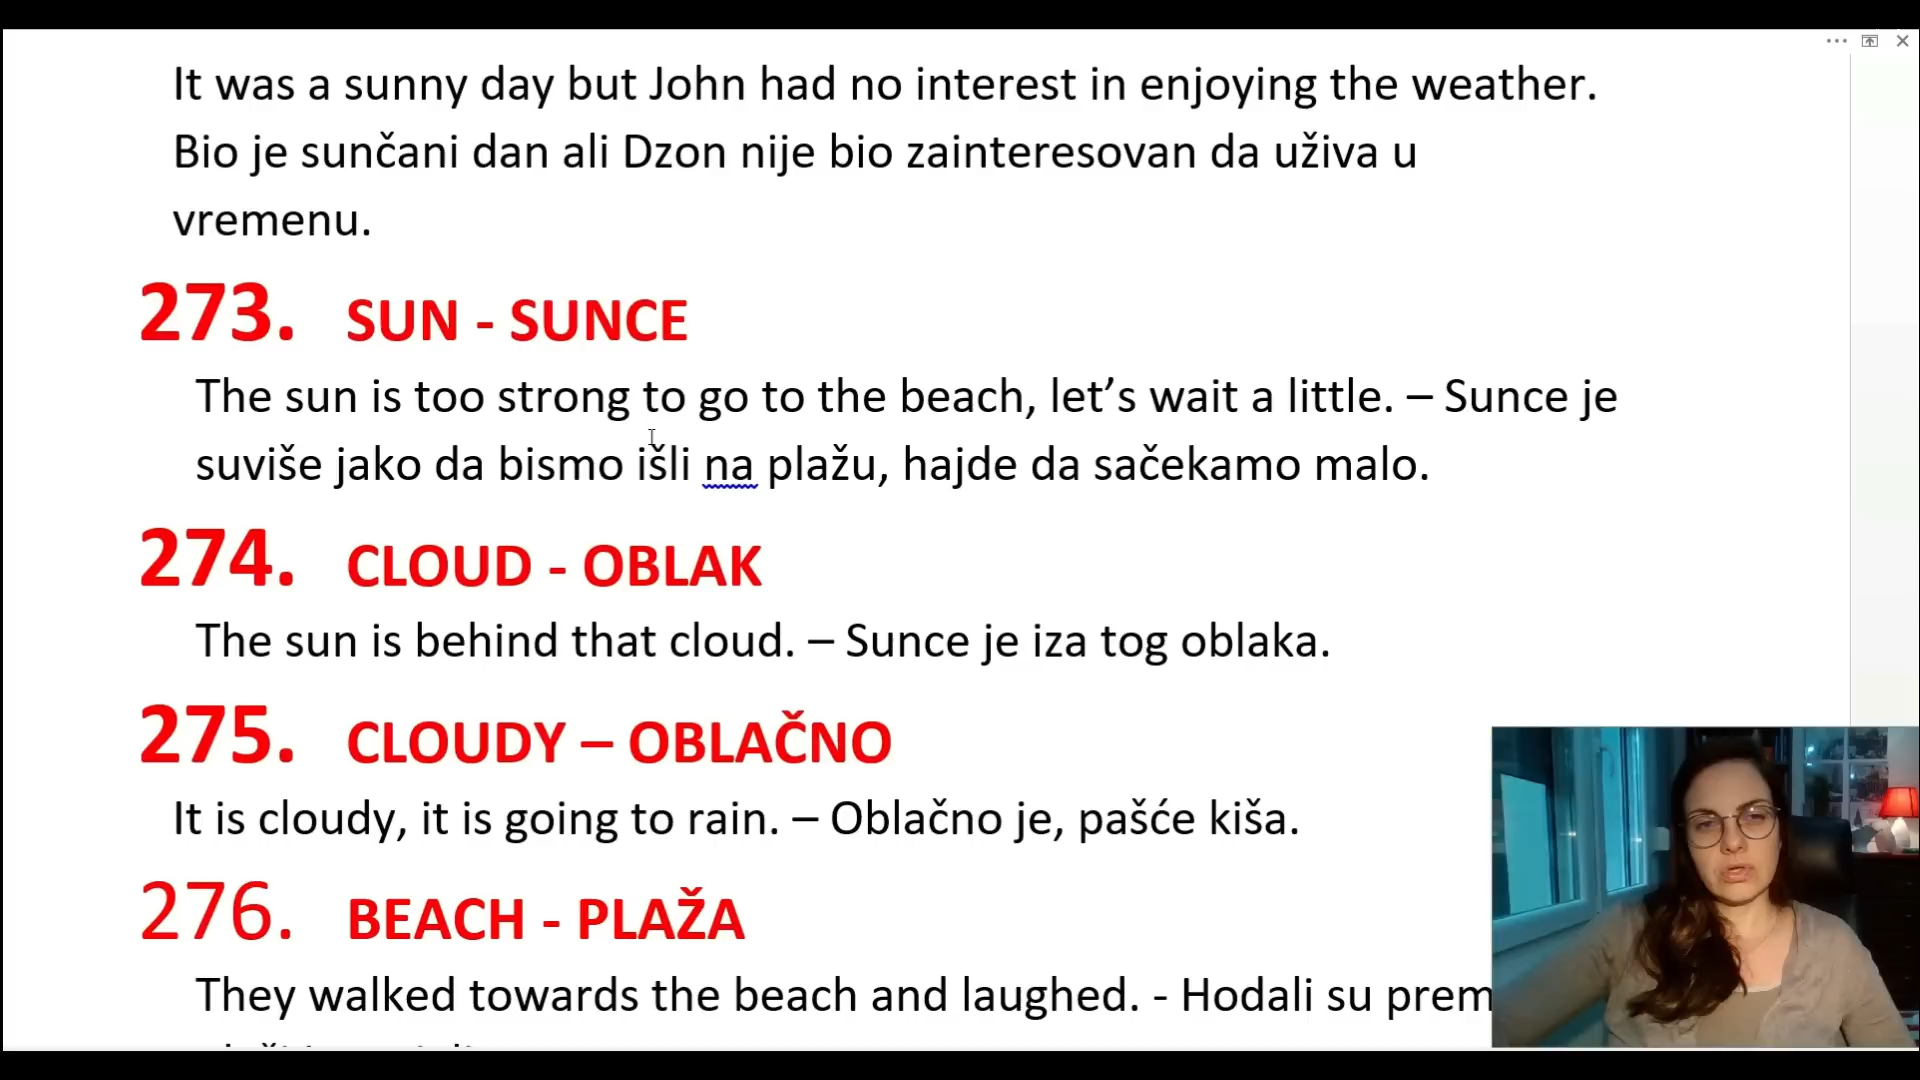 It was a sunny day but John had no interest in enjoying the weather.
Bio je sunčani dan ali Dzon nije bio zainteresovan da uživa u
vremenu.
273. SUN - SUNCE
The sun is too strong to go to the beach, let’s wait a little. – Sunce je
suviše jako da bismo išli na plažu, hajde da sačekamo malo.
274. CLOUD - OBLAK
The sun is behind that cloud. – Sunce je iza tog oblaka.
275. CLOUDY – OBLAČNO
It is cloudy, it is going to rain. – Oblačno je, pašće kiša.
276. BEACH - PLAŽA
They walked towards the beach and laughed. - Hodali su prem